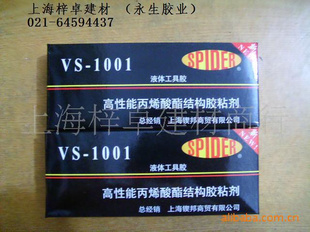 上海梓卓建材 （永生胶业）
021-64594437
VS-1001
SPIDER
液体工具胶
高性能丙烯酸酯结构胶粘剂
总经销 上海锲邦商贸有限公司
上海梓卓建材商
VS-1001
SPIDER
液体工具胶
高性能丙烯酸酯结构胶粘剂
总经销 上海锲邦商贸有限公司